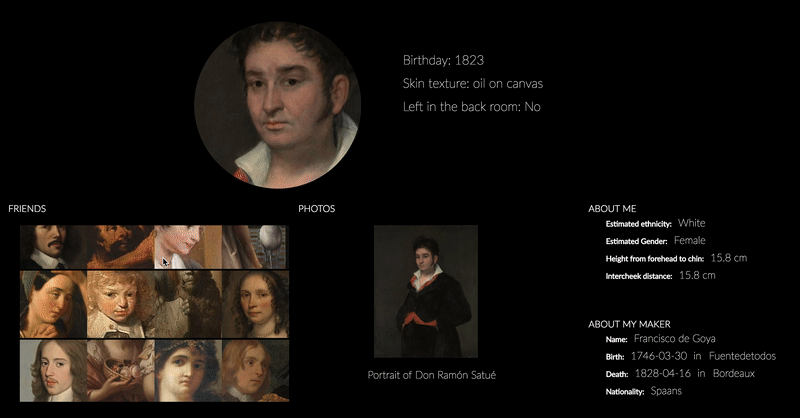 Birthday: 1823
Skin texture: oil on canvas
Left in the back room: No
FRIENDS
PHOTOS
Portrait of Don Ramón Satué
ABOUT ME
Estimated ethnicity: White
Estimated Gender: Female
Height from forehead to chin: 15.8 cm
Intercheek distance: 15.8 cm
ABOUT MY MAKER
Name: Francisco de Goya
Birth: 1746-03-30 in Fuentedetodos
Death: 1828-04-16 in Bordeaux
Nationality: Spaans